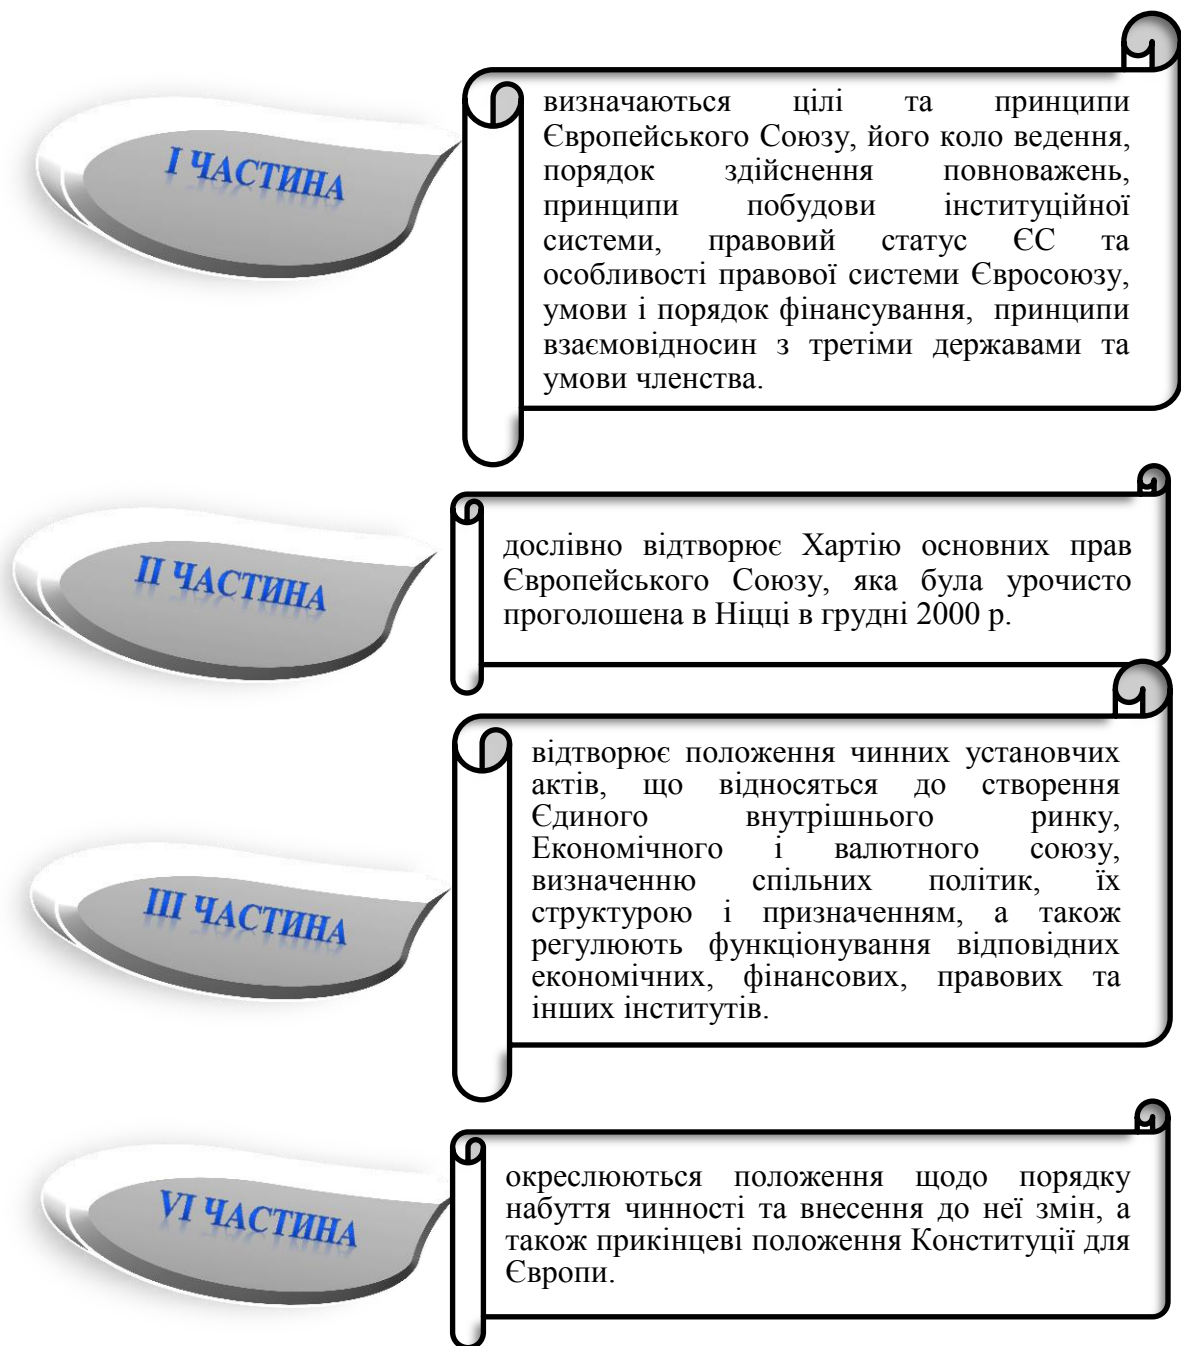 І ЧАСТИНА
визначаються цілі та принципи
Європейського Союзу, його коло ведення,
порядок здійснення повноважень,
принципи побудови інституційної
системи, правовий статус ЄС та
особливості правової системи Євросоюзу,
умови і порядок фінансування, принципи
взаємовідносин з третіми державами та
умови членства.
ІІ ЧАСТИНА
дослівно відтворює Хартію основних прав
Європейського Союзу, яка була урочисто
проголошена в Ніцці в грудні 2000 р.
ІІІ ЧАСТИНА
відтворює положення чинних установчих
актів, що відносяться до створення
Єдиного внутрішнього ринку,
Економічного і валютного союзу,
визначенню спільних політик, їх
структурою і призначенням, а також
регулюють функціонування відповідних
економічних, фінансових, правових та
інших інститутів.
VI ЧАСТИНА
окреслюються положення щодо порядку
набуття чинності та внесення до неї змін, а
також прикінцеві положення Конституції для
Європи.